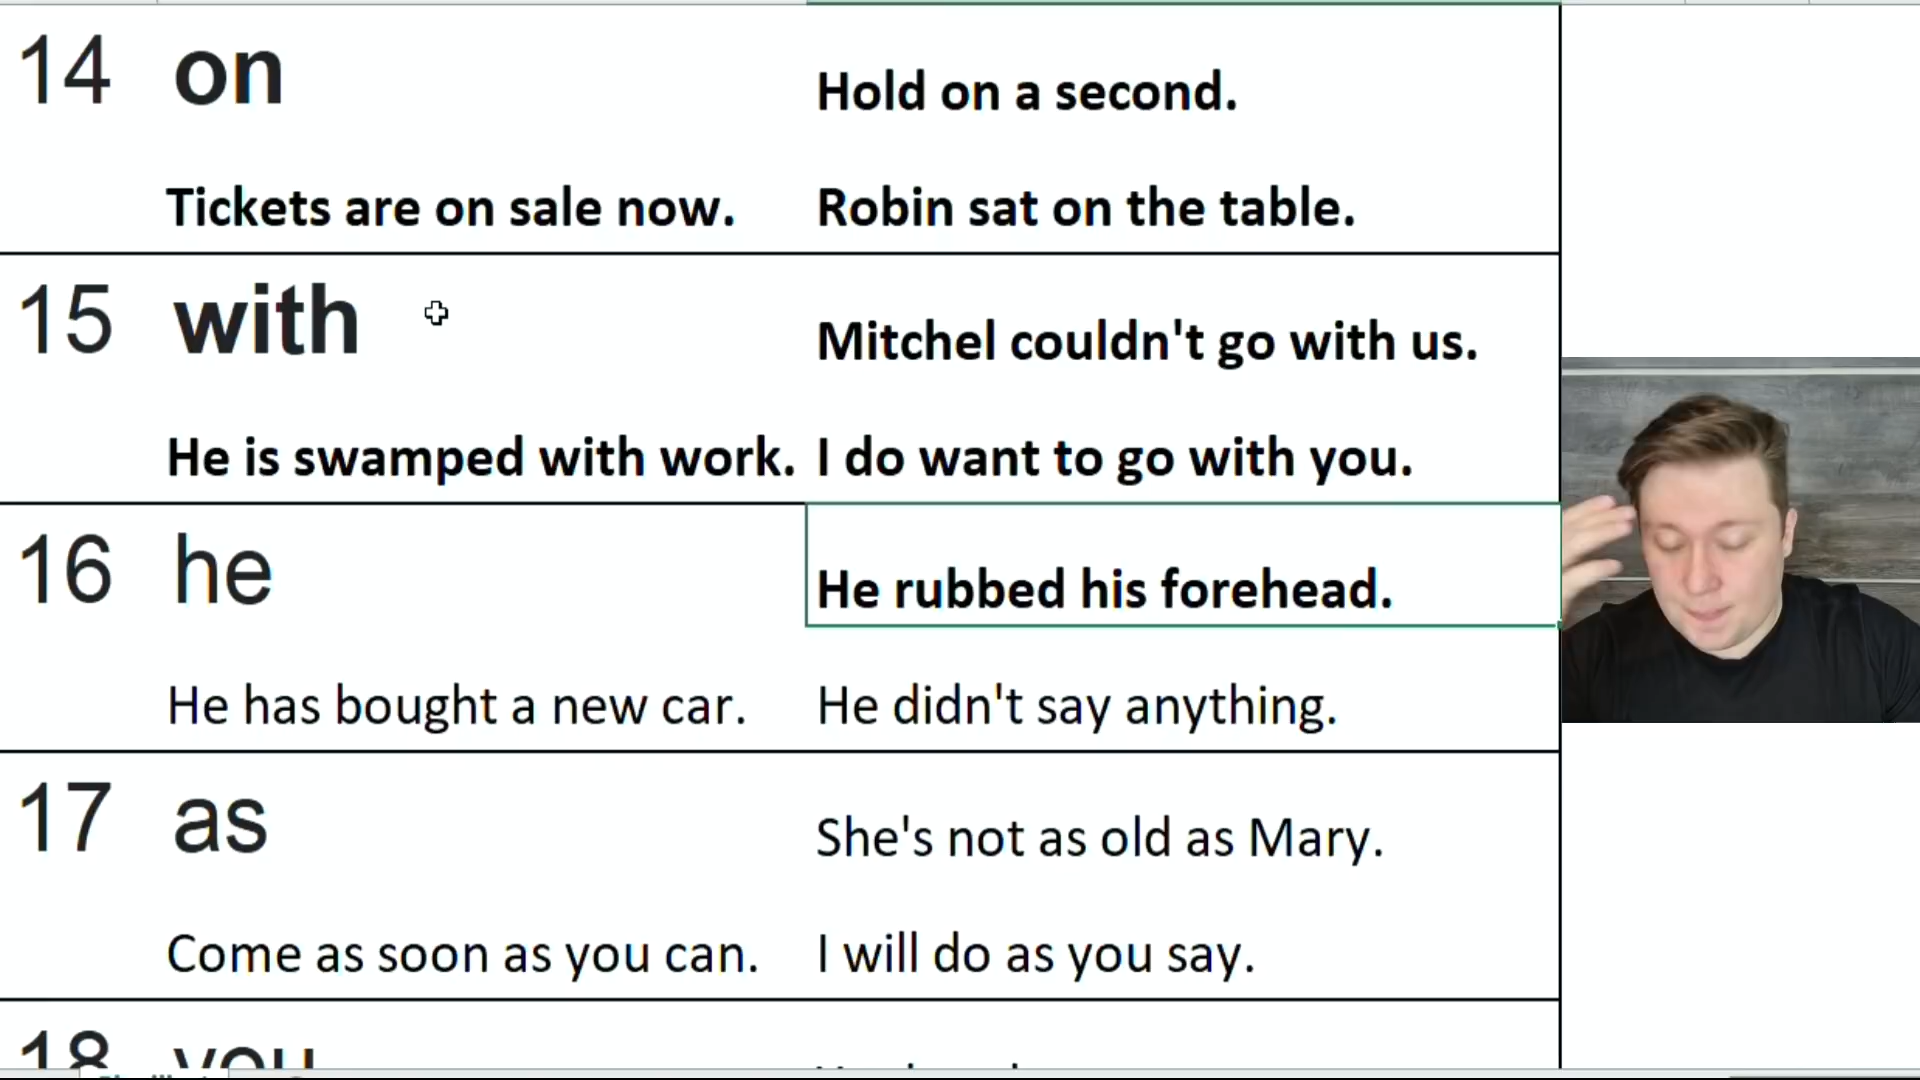 14 on Hold on a second.
Tickets are on sale now. Robin sat on the table.
15 with Mitchel couldn't go with us.
He is swamped with work. I do want to go with you.
16 he He rubbed his forehead.
He has bought a new car. He didn't say anything.
17 as She's not as old as Mary.
Come as soon as you can. I will do as you say.
18 you